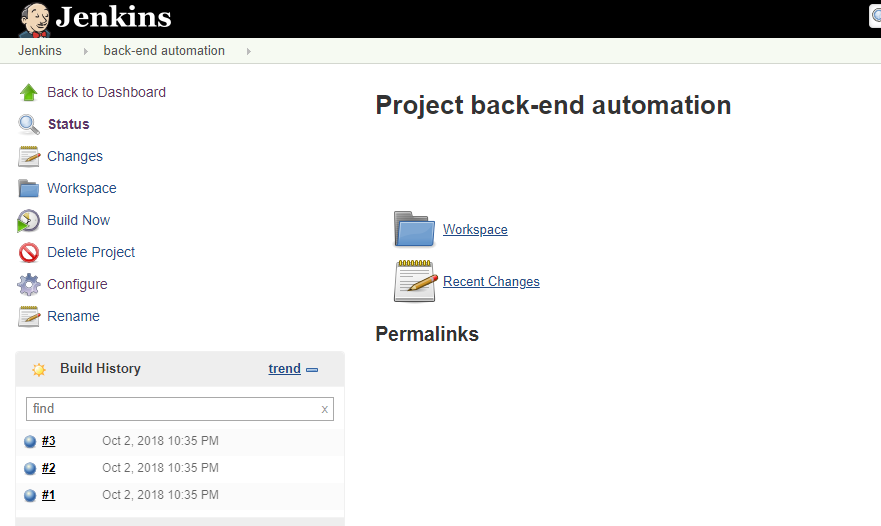 Jenkins
Jenkins
back-end automation
Back to Dashboard
Status
Changes
Workspace
Build Now
Delete Project
Configure
Rename
Project back-end automation
Workspace
Recent Changes
Permalinks
Build History trend
find x
#3 Oct 2, 2018 10:35 PM
#2 Oct 2, 2018 10:35 PM
#1 Oct 2, 2018 10:35 PM